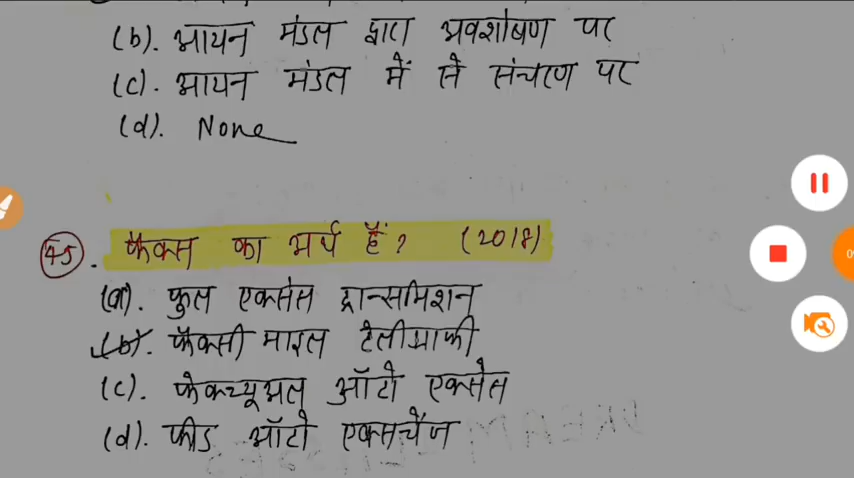 (b). आयन मंडल द्वारा अवशोषण पर
(c). आयन मंडल में से संचरण पर
(d). None
45. फैक्स का अर्थ हैं? (2018)
(a). फुल एक्सेस ट्रान्समिशन
(b). फॅक्सी माइल टेलीग्राफी
(c). फेक्च्यूअल ऑटो एक्सेस
(d). फीड ऑटो एक्सचेंज